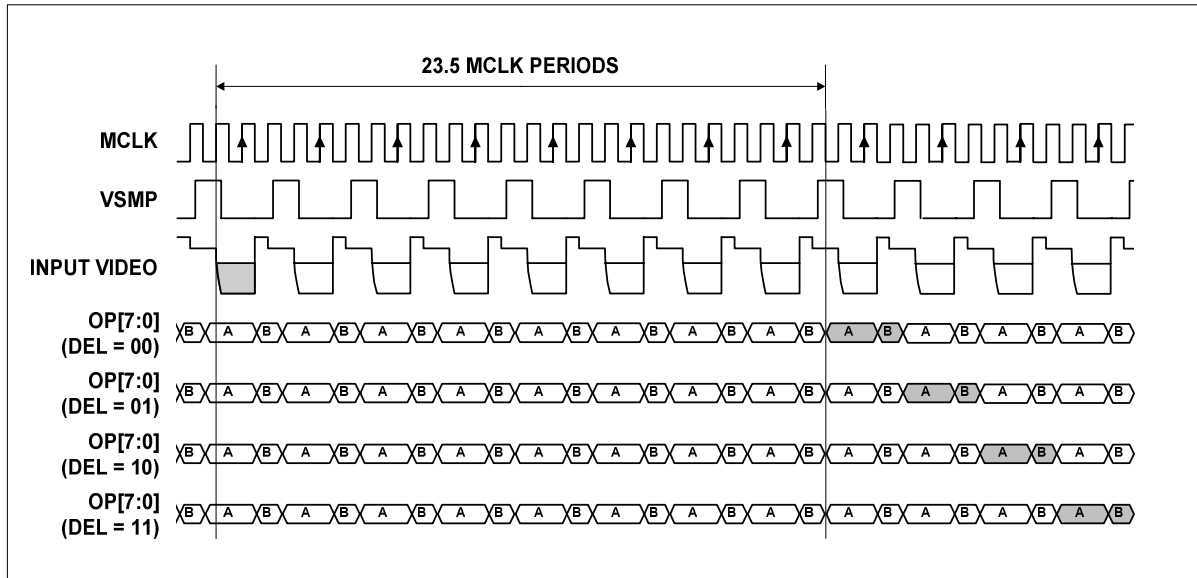 23.5 MCLK PERIODS
MCLK
VSMP
INPUT VIDEO
OP[7:0]
(DEL = 00)
B A B A B A B A B A B A B A B A B A B A B A B A B
OP[7:0]
(DEL = 01)
B A B A B A B A B A B A B A B A B A B A B A B A B
OP[7:0]
(DEL = 10)
B A B A B A B A B A B A B A B A B A B A B A B A B
OP[7:0]
(DEL = 11)
B A B A B A B A B A B A B A B A B A B A B A B A B